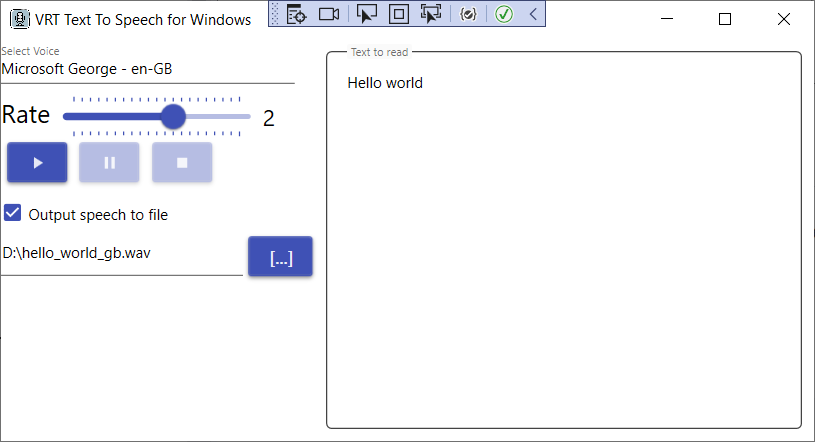 VRT Text To Speech for Windows
Select Voice
Microsoft George - en-GB
Rate
2
Output speech to file
D:\hello_world_gb.wav
[...]
Text to read
Hello world